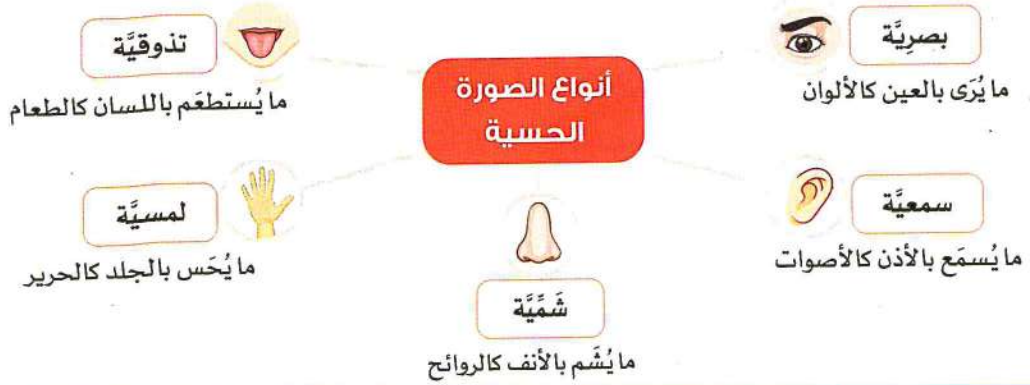 أنواع الصورة
الحسية
بصرِيَّة
ما يُرَى بالعين كالألوان
سمعيَّة
ما يُسمَع بالأذن كالأصوات
شَمِّيَّة
ما يُشَم بالأنف كالروائح
تذوقيَّة
ما يُستطعَم باللسان كالطعام
لمسيَّة
ما يُحَس بالجلد كالحرير